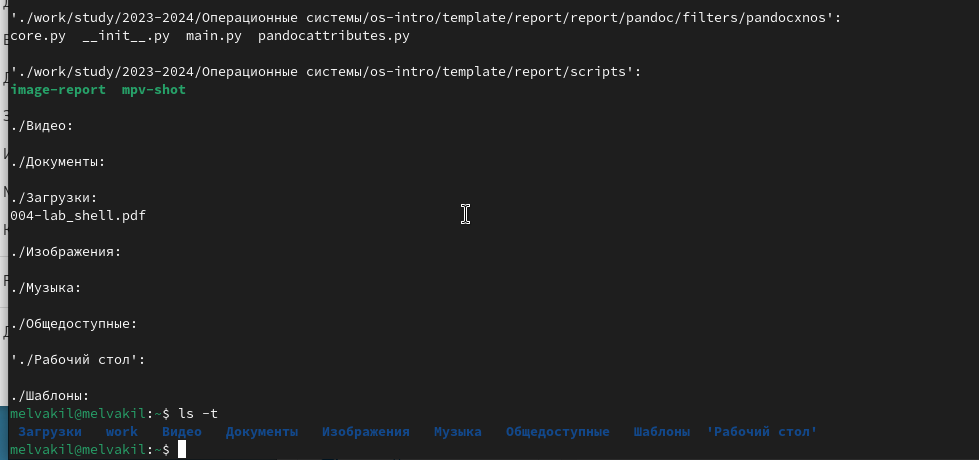 './work/study/2023-2024/Операционные системы/os-intro/template/report/report/pandoc/filters/pandocxnos':
core.py  __init__.py  main.py  pandocattributes.py
'./work/study/2023-2024/Операционные системы/os-intro/template/report/scripts':
image-report  mpv-shot
./Видео:
./Документы:
./Загрузки:
004-lab_shell.pdf
./Изображения:
./Музыка:
./Общедоступные:
'./Рабочий стол':
./Шаблоны:
melvakil@melvakil:~$ ls -t
Загрузки  work  Видео  Документы  Изображения  Музыка  Общедоступные  Шаблоны  'Рабочий стол'
melvakil@melvakil:~$